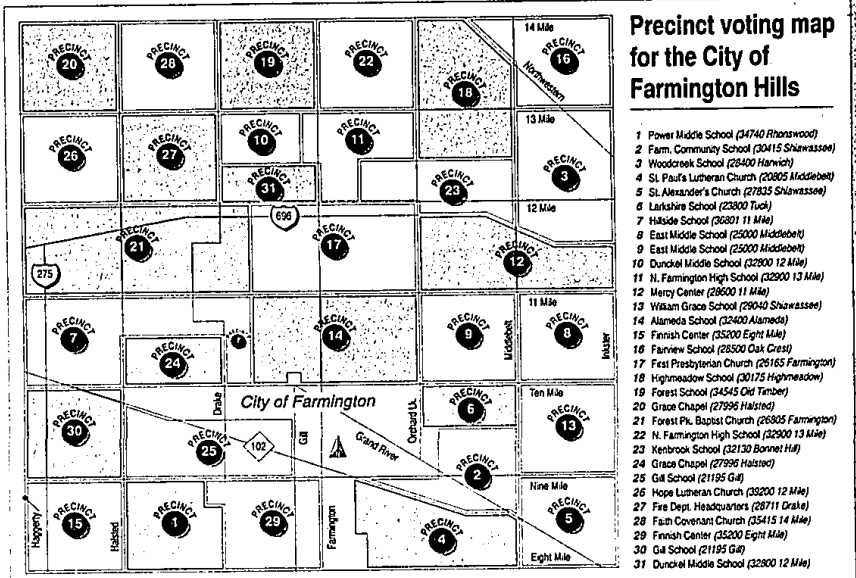 Precinct voting map
for the City of
Farmington Hills
1 Power Middle School (34740 Rhonswood)
2 Farm. Community School (30415 Shiawassee)
3 Woodcreek School (28400 Harwich)
4 St. Paul's Lutheran Church (20805 Middlebelt)
5 St. Alexander's Church (27835 Shiawassee)
6 Larkshire School (23800 Tuck)
7 Hillside School (36801 11 Mile)
8 East Middle School (25000 Middlebelt)
9 East Middle School (25000 Middlebelt)
10 Dunckel Middle School (32800 12 Mile)
11 N. Farmington High School (32900 13 Mile)
12 Mercy Center (28600 11 Mile)
13 William Grace School (29040 Shiawassee)
14 Alameda School (32400 Alameda)
15 Finnish Center (35200 Eight Mile)
16 Fairview School (28500 Oak Crest)
17 First Presbyterian Church (26165 Farmington)
18 Highmeadow School (30175 Highmeadow)
19 Forest School (34545 Old Timber)
20 Grace Chapel (27996 Halsted)
21 Forest Pk. Baptist Church (26805 Farmington)
22 N. Farmington High School (32900 13 Mile)
23 Kenbrook School (32130 Bonnet Hill)
24 Grace Chapel (27996 Halsted)
25 Gill School (21195 Gill)
26 Hope Lutheran Church (39200 12 Mile)
27 Fire Dept. Headquarters (28711 Drake)
28 Faith Covenant Church (35415 14 Mile)
29 Finnish Center (35200 Eight Mile)
30 Gill School (21195 Gill)
31 Dunckel Middle School (32800 12 Mile)
14 Mile
Northwestern
PRECINCT 20
PRECINCT 28
PRECINCT 19
PRECINCT 22
PRECINCT 18
PRECINCT 16
13 Mile
PRECINCT 26
PRECINCT 27
PRECINCT 10
PRECINCT 11
PRECINCT 31
PRECINCT 23
PRECINCT 3
12 Mile
696
275
PRECINCT 21
PRECINCT 17
PRECINCT 12
11 Mile
PRECINCT 7
PRECINCT 24
PRECINCT 7
PRECINCT 14
PRECINCT 9
Middlebelt
PRECINCT 8
Inkster
Drake
City of Farmington
Ten Mile
PRECINCT 30
PRECINCT 25
102
Gill
Grand River
Orchard Lk.
PRECINCT 6
PRECINCT 13
PRECINCT 2
Nine Mile
Haggerty
PRECINCT 15
Halsted
PRECINCT 1
PRECINCT 29
Farmington
PRECINCT 4
PRECINCT 5
Eight Mile